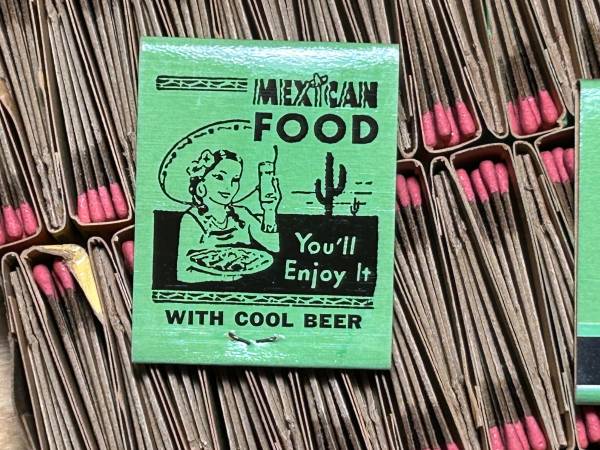 MEXICAN
FOOD
You'll
Enjoy It
WITH COOL BEER